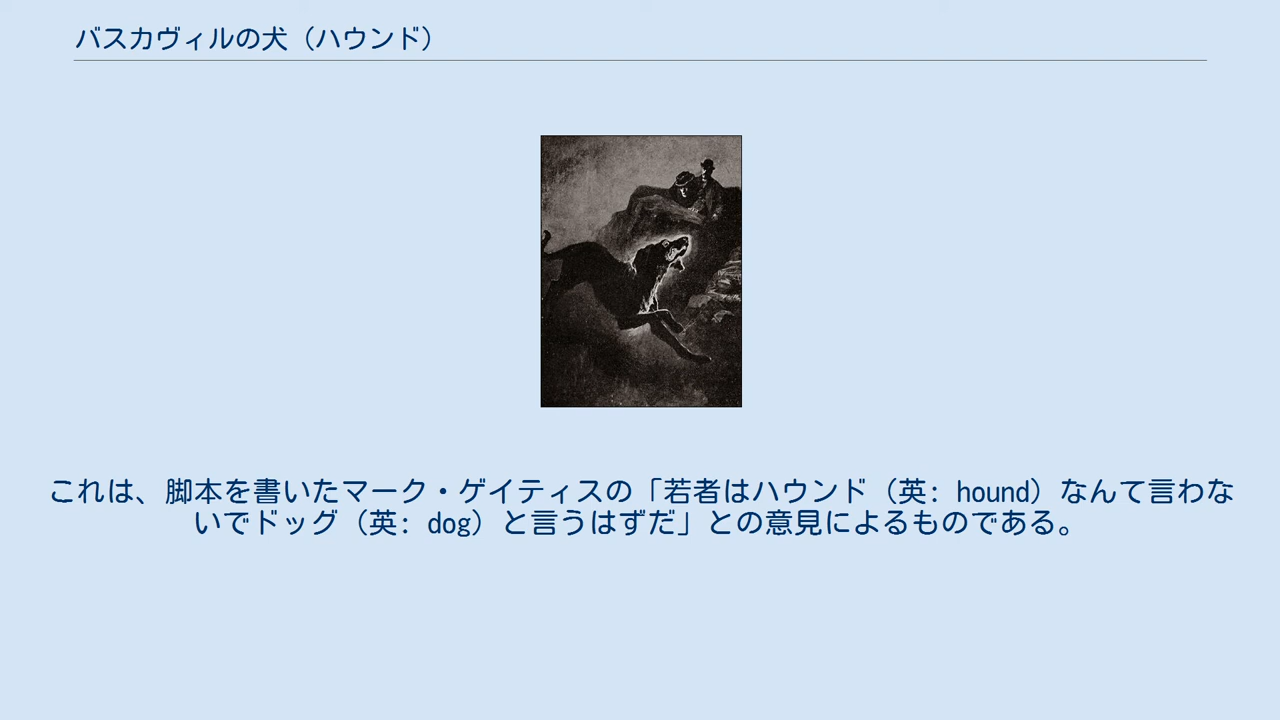 バスカヴィルの犬（ハウンド）
これは、脚本を書いたマーク・ゲイティスの「若者はハウンド（英: hound）なんて言わな
いでドッグ（英: dog）と言うはずだ」との意見によるものである。